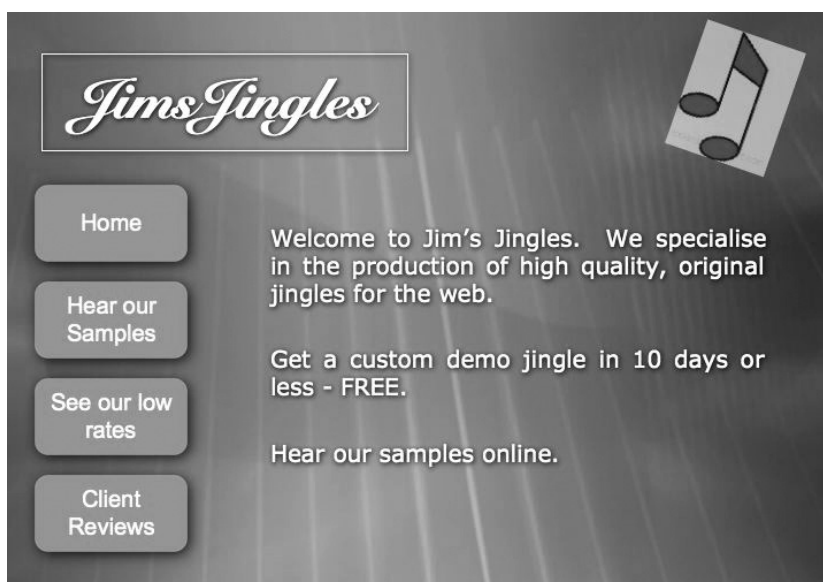 JimsJingles
Home
Hear our
Samples
See our low
rates
Client
Reviews
Welcome to Jim’s Jingles. We specialise
in the production of high quality, original
jingles for the web.
Get a custom demo jingle in 10 days or
less - FREE.
Hear our samples online.